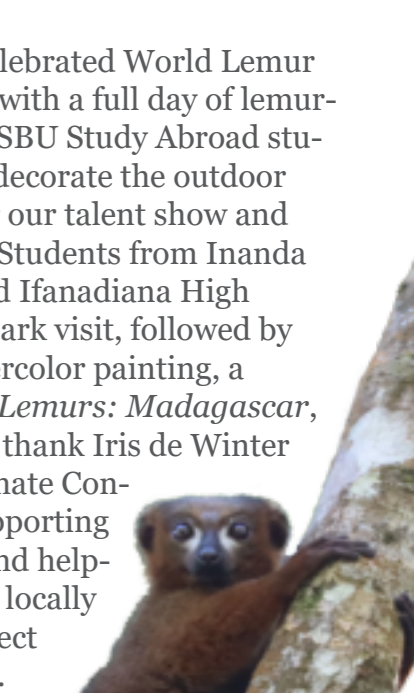 lebrated World Lemur
with a full day of lemur-
SBU Study Abroad stu-
decorate the outdoor
our talent show and
Students from Inanda
d Ifanadiana High
ark visit, followed by
ercolor painting, a
Lemurs: Madagascar,
thank Iris de Winter
nate Con-
pporting
nd help-
locally
ect
.